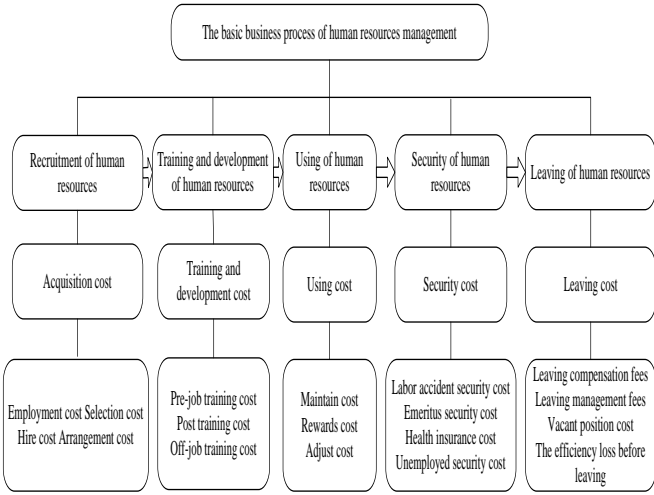 The basic business process of human resources management
Recruitment of human
resources
Training and development
of human resources
Using of human
resources
Security of human
resources
Leaving of human resources
Acquisition cost
Training and
development cost
Using cost
Security cost
Leaving cost
Employment cost Selection cost
Hire cost Arrangement cost
Pre-job training cost
Post training cost
Off-job training cost
Maintain cost
Rewards cost
Adjust cost
Labor accident security cost
Emeritus security cost
Health insurance cost
Unemployed security cost
Leaving compensation fees
Leaving management fees
Vacant position cost
The efficiency loss before
leaving